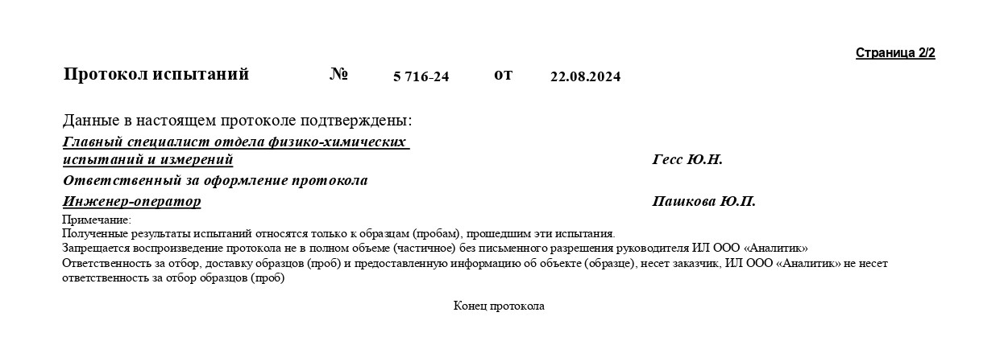 Страница 2/2
Протокол испытаний № 5 716-24 от 22.08.2024
Данные в настоящем протоколе подтверждены:
Главный специалист отдела физико-химических
испытаний и измерений Гесс Ю.Н.
Ответственный за оформление протокола
Инженер-оператор Пашкова Ю.П.
Примечание:
Полученные результаты испытаний относятся только к образцам (пробам), прошедшим эти испытания.
Запрещается воспроизведение протокола не в полном объеме (частичное) без письменного разрешения руководителя ИЛ ООО «Аналитик»
Ответственность за отбор, доставку образцов (проб) и предоставленную информацию об объекте (образце), несет заказчик, ИЛ ООО «Аналитик» не несет
ответственность за отбор образцов (проб)
Конец протокола